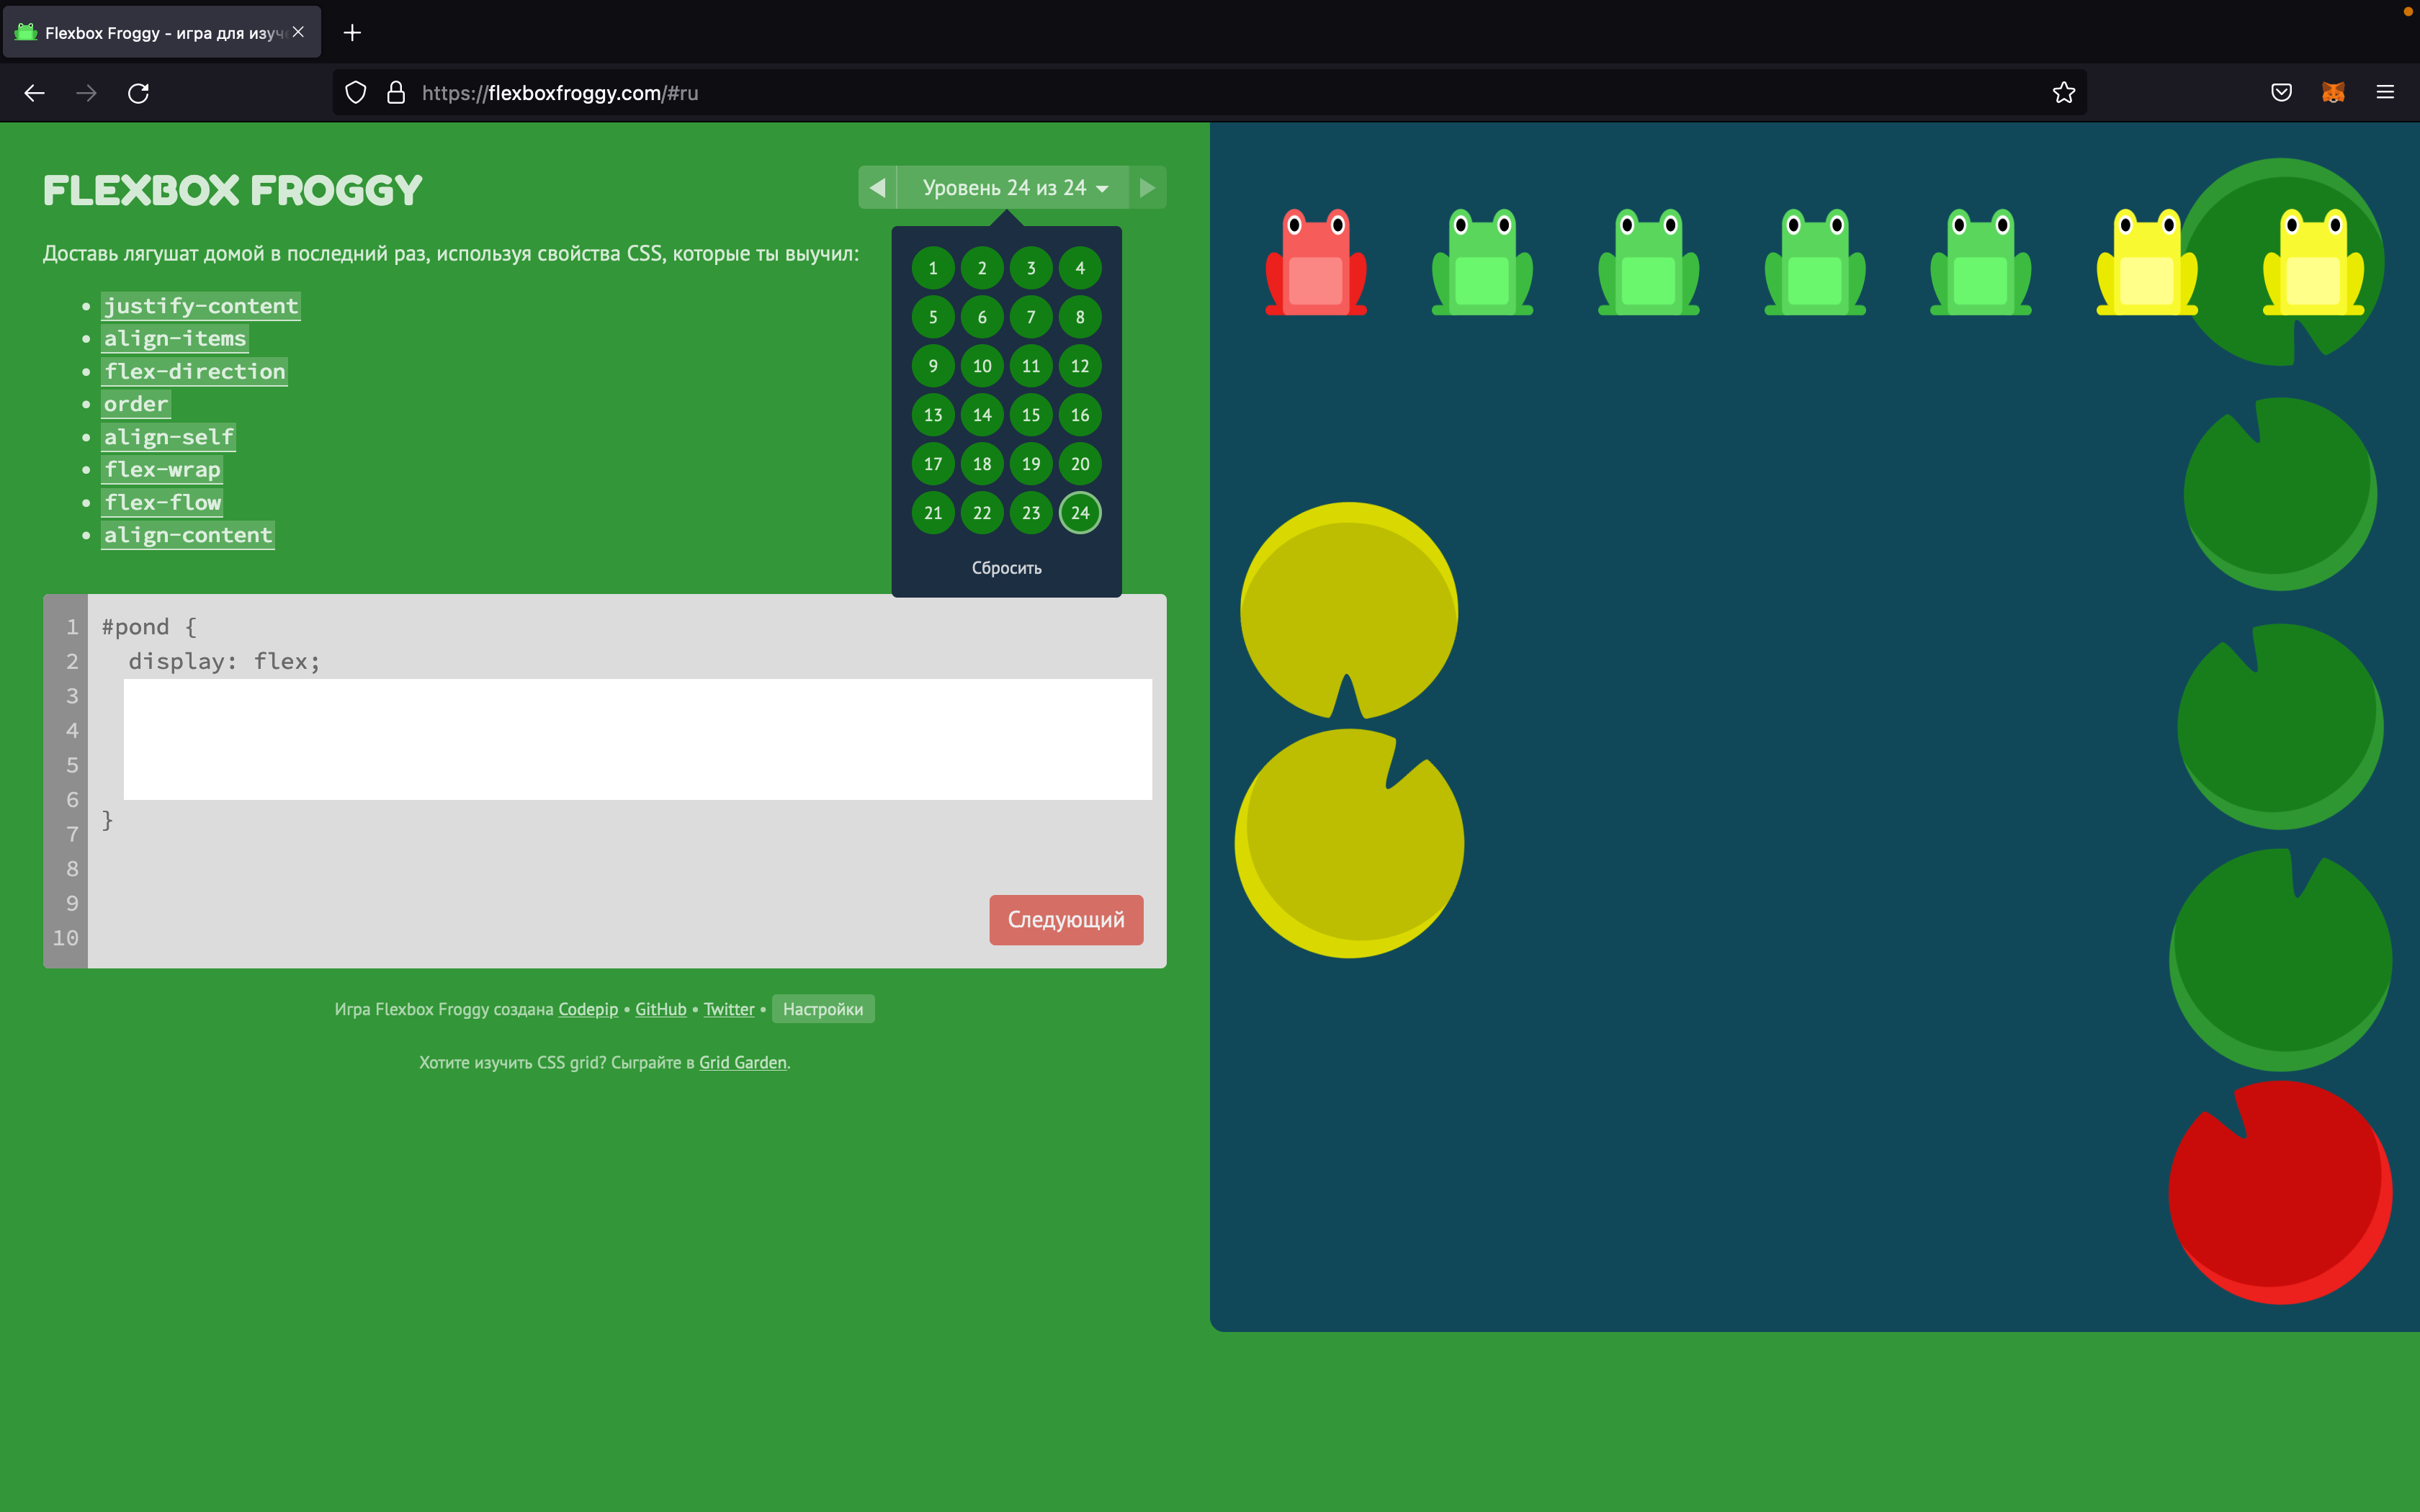 Flexbox Froggy - игра для изуч
https://flexboxfroggy.com/#ru
FLEXBOX FROGGY
Уровень 24 из 24
Доставь лягушат домой в последний раз, используя свойства CSS, которые ты выучил:
justify-content
align-items
flex-direction
order
align-self
flex-wrap
flex-flow
align-content
1 2 3 4
5 6 7 8
9 10 11 12
13 14 15 16
17 18 19 20
21 22 23 24
Сбросить
1 #pond {
2 display: flex;
3
4
5
6
}
7
8
9
10
Следующий
Игра Flexbox Froggy создана Codepip • GitHub • Twitter • Настройки
Хотите изучить CSS grid? Сыграйте в Grid Garden.